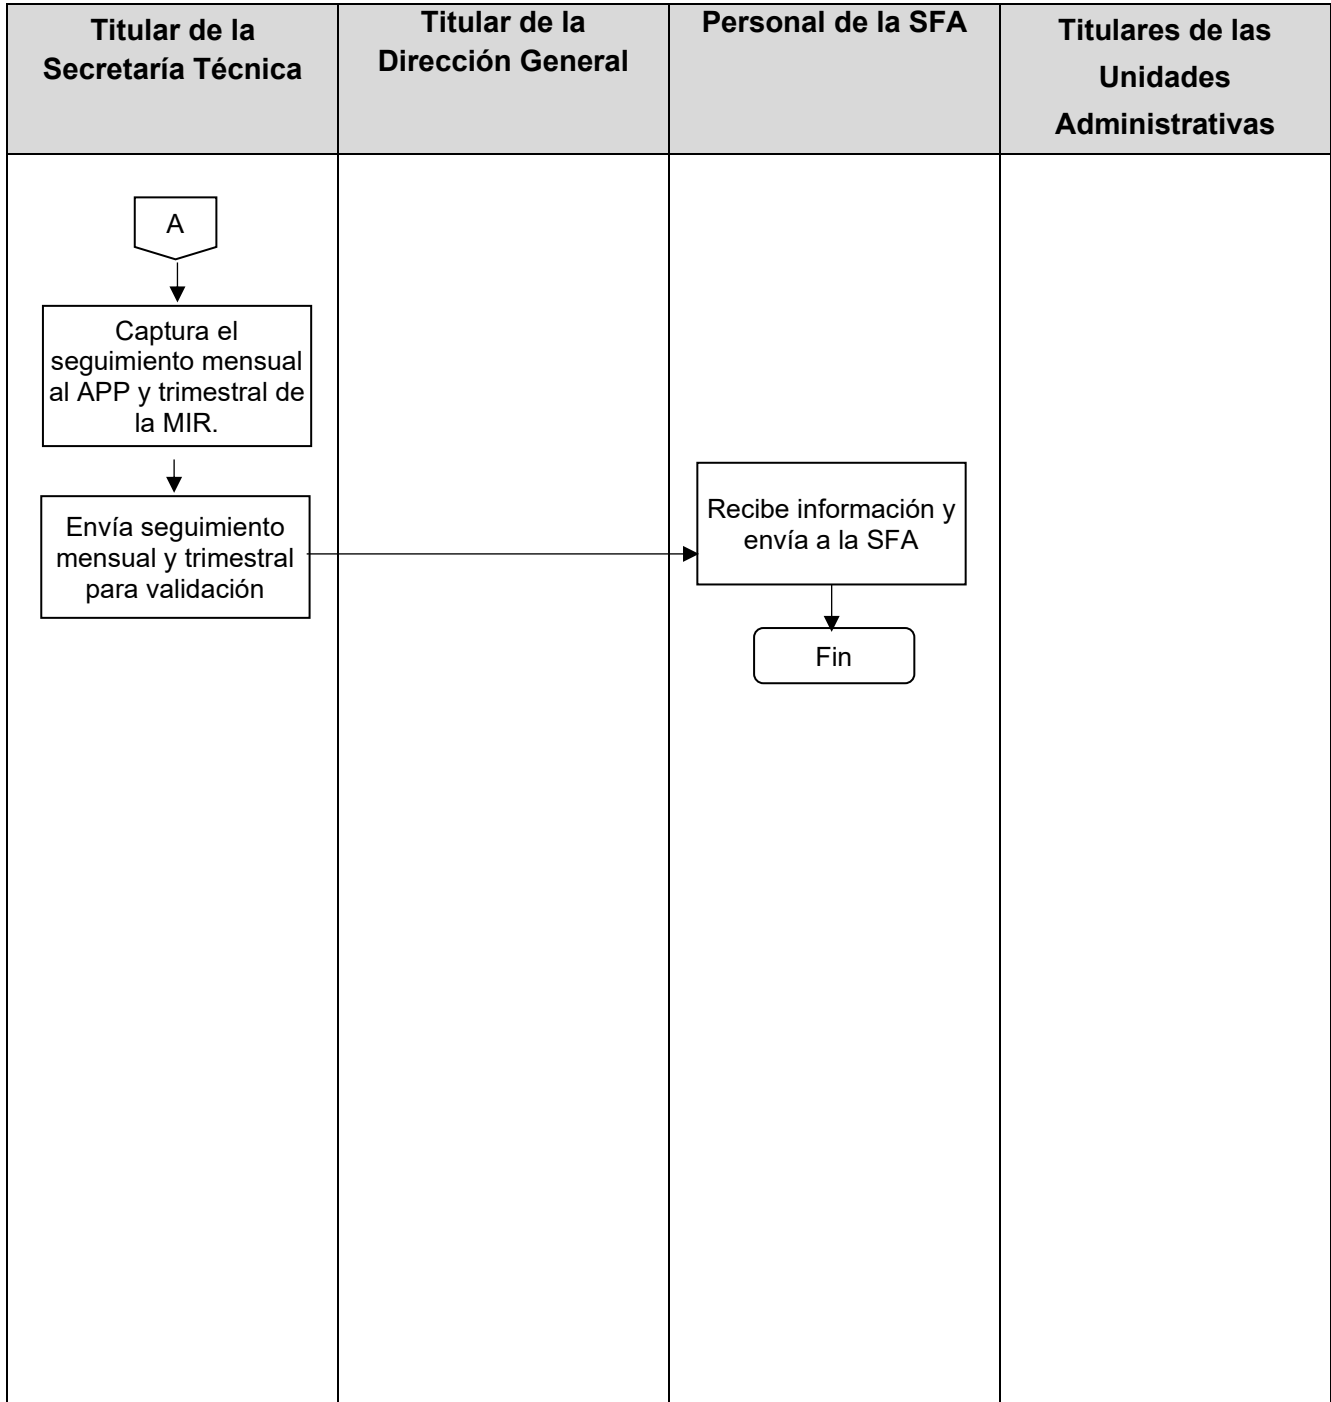 Titular de la
Secretaría Técnica
Titular de la
Dirección General
Personal de la SFA
Titulares de las
Unidades
Administrativas
A
Captura el
seguimiento mensual
al APP y trimestral de
la MIR.
Envía seguimiento
mensual y trimestral
para validación
Recibe información y
envía a la SFA
Fin